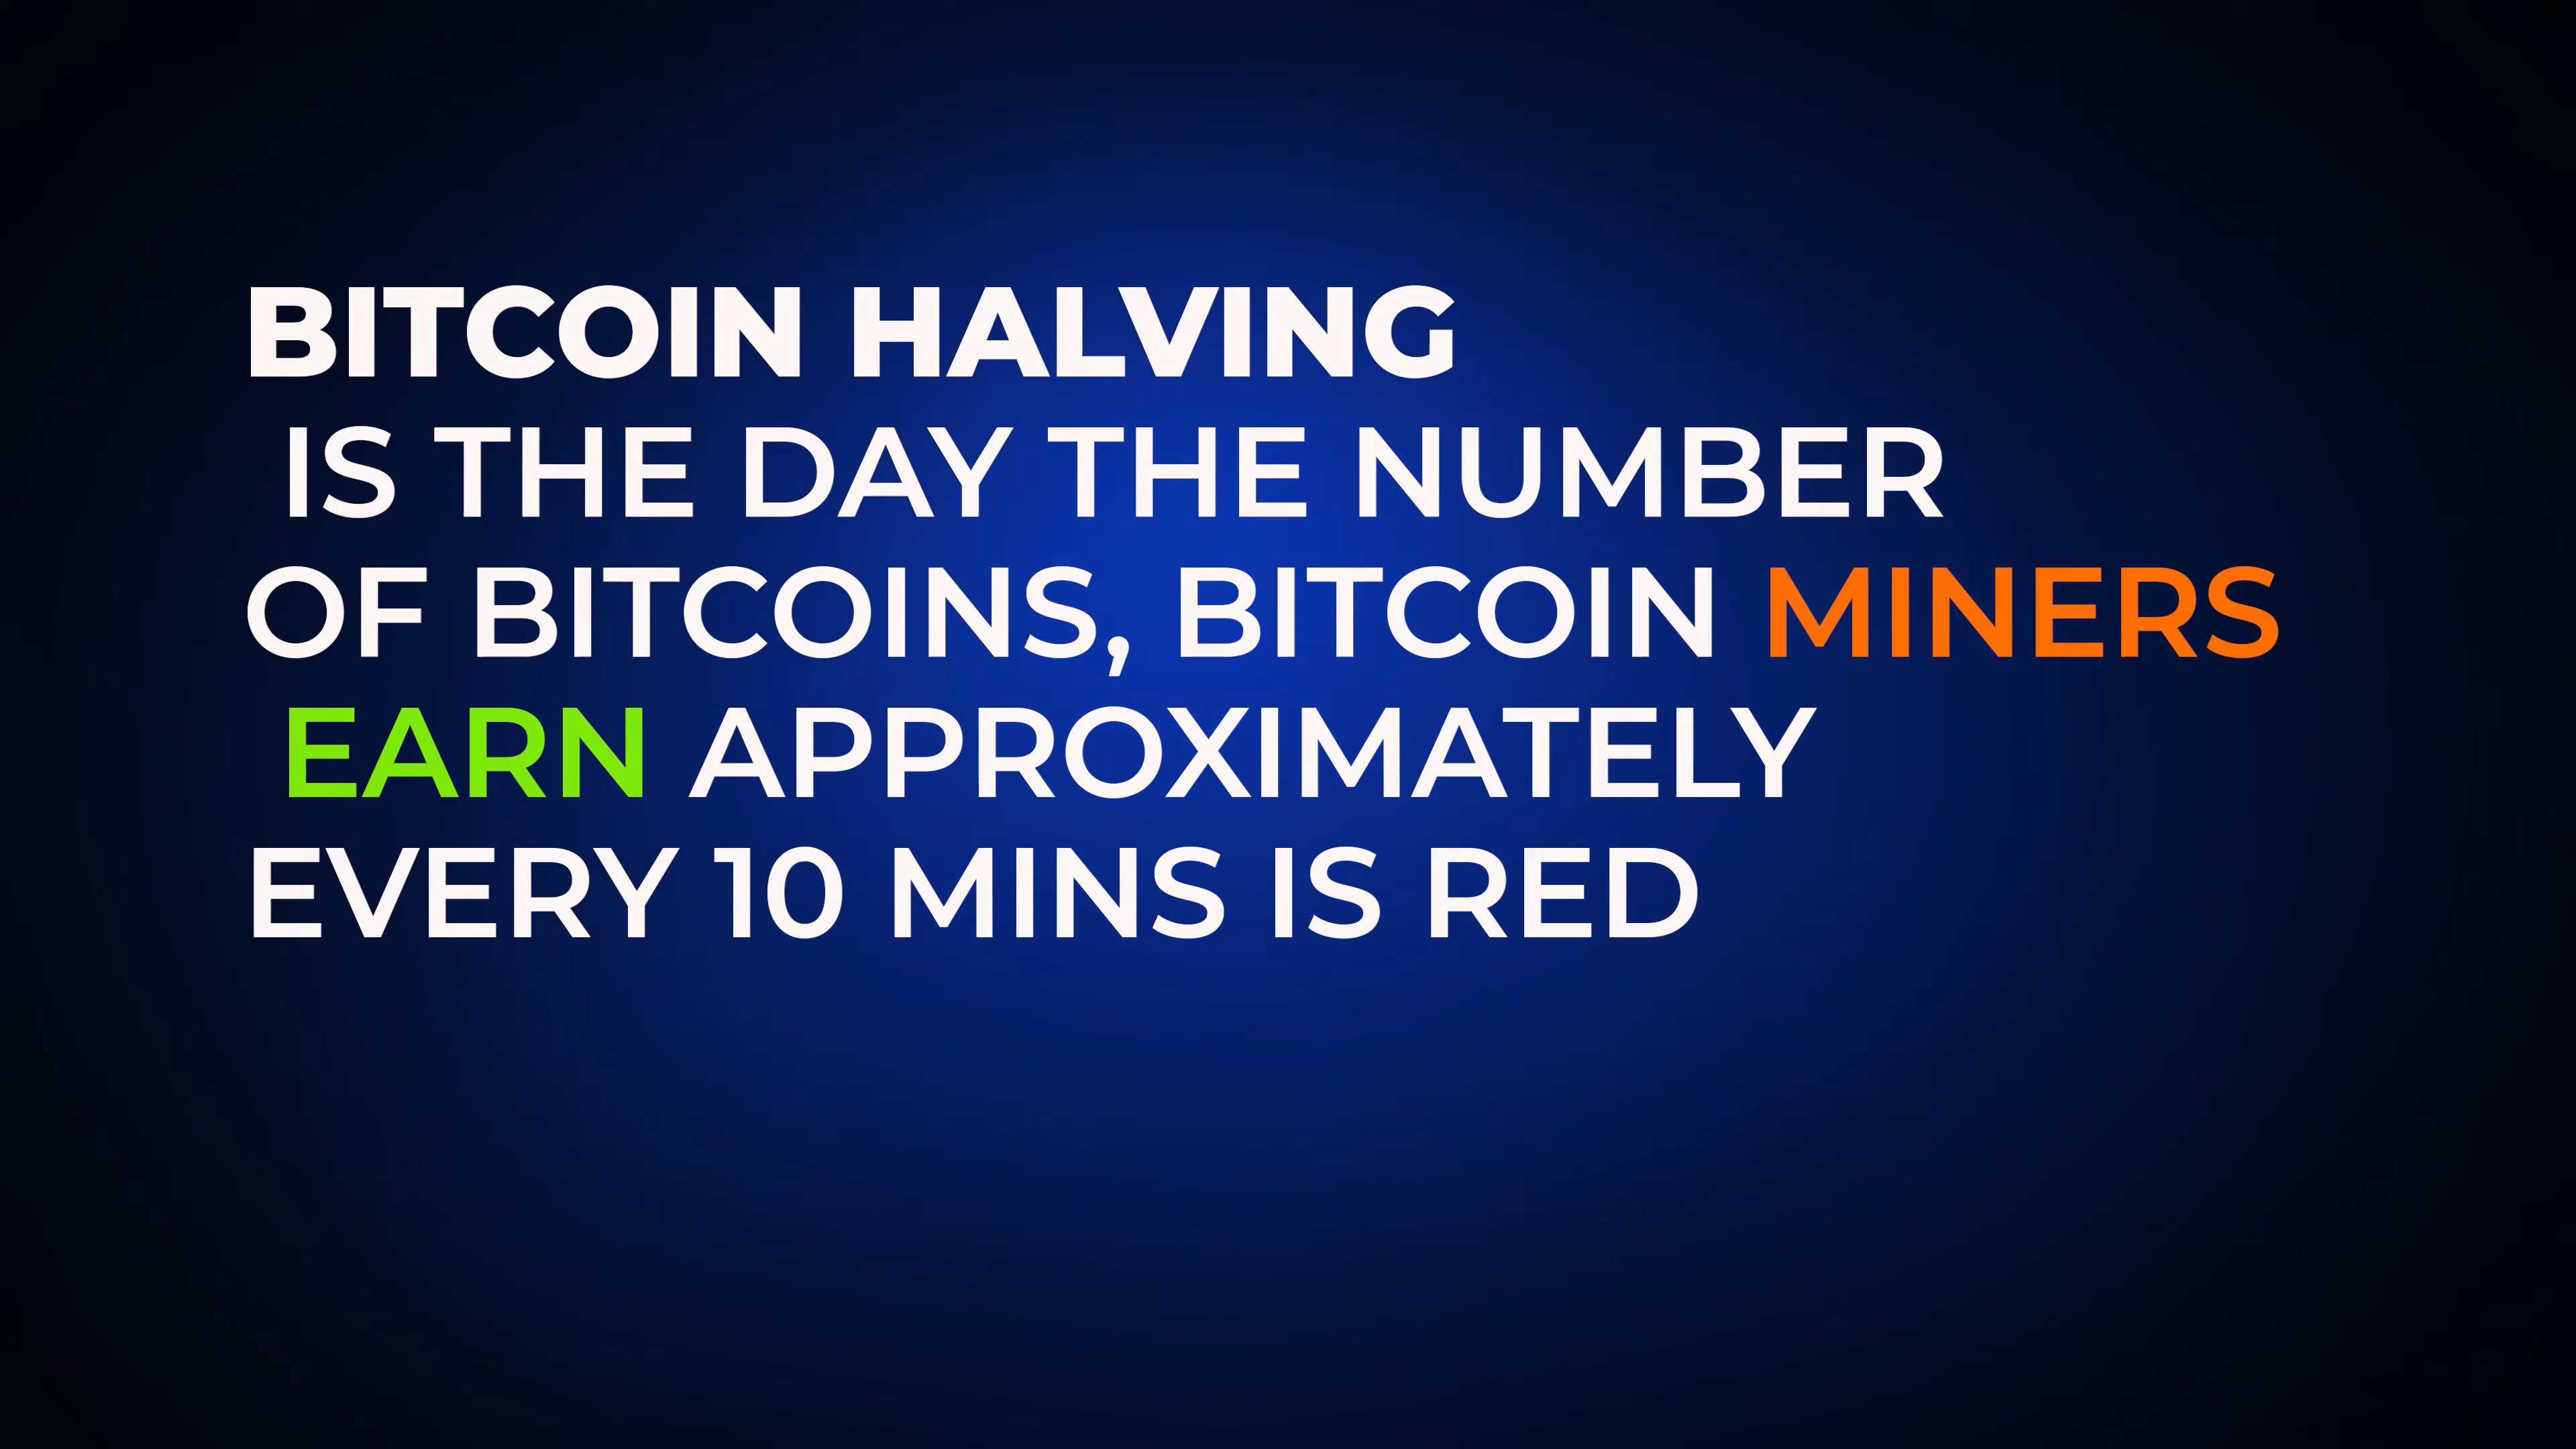 BITCOIN HALVING
IS THE DAY THE NUMBER
OF BITCOINS, BITCOIN MINERS
EARN APPROXIMATELY
EVERY 10 MINS IS RED